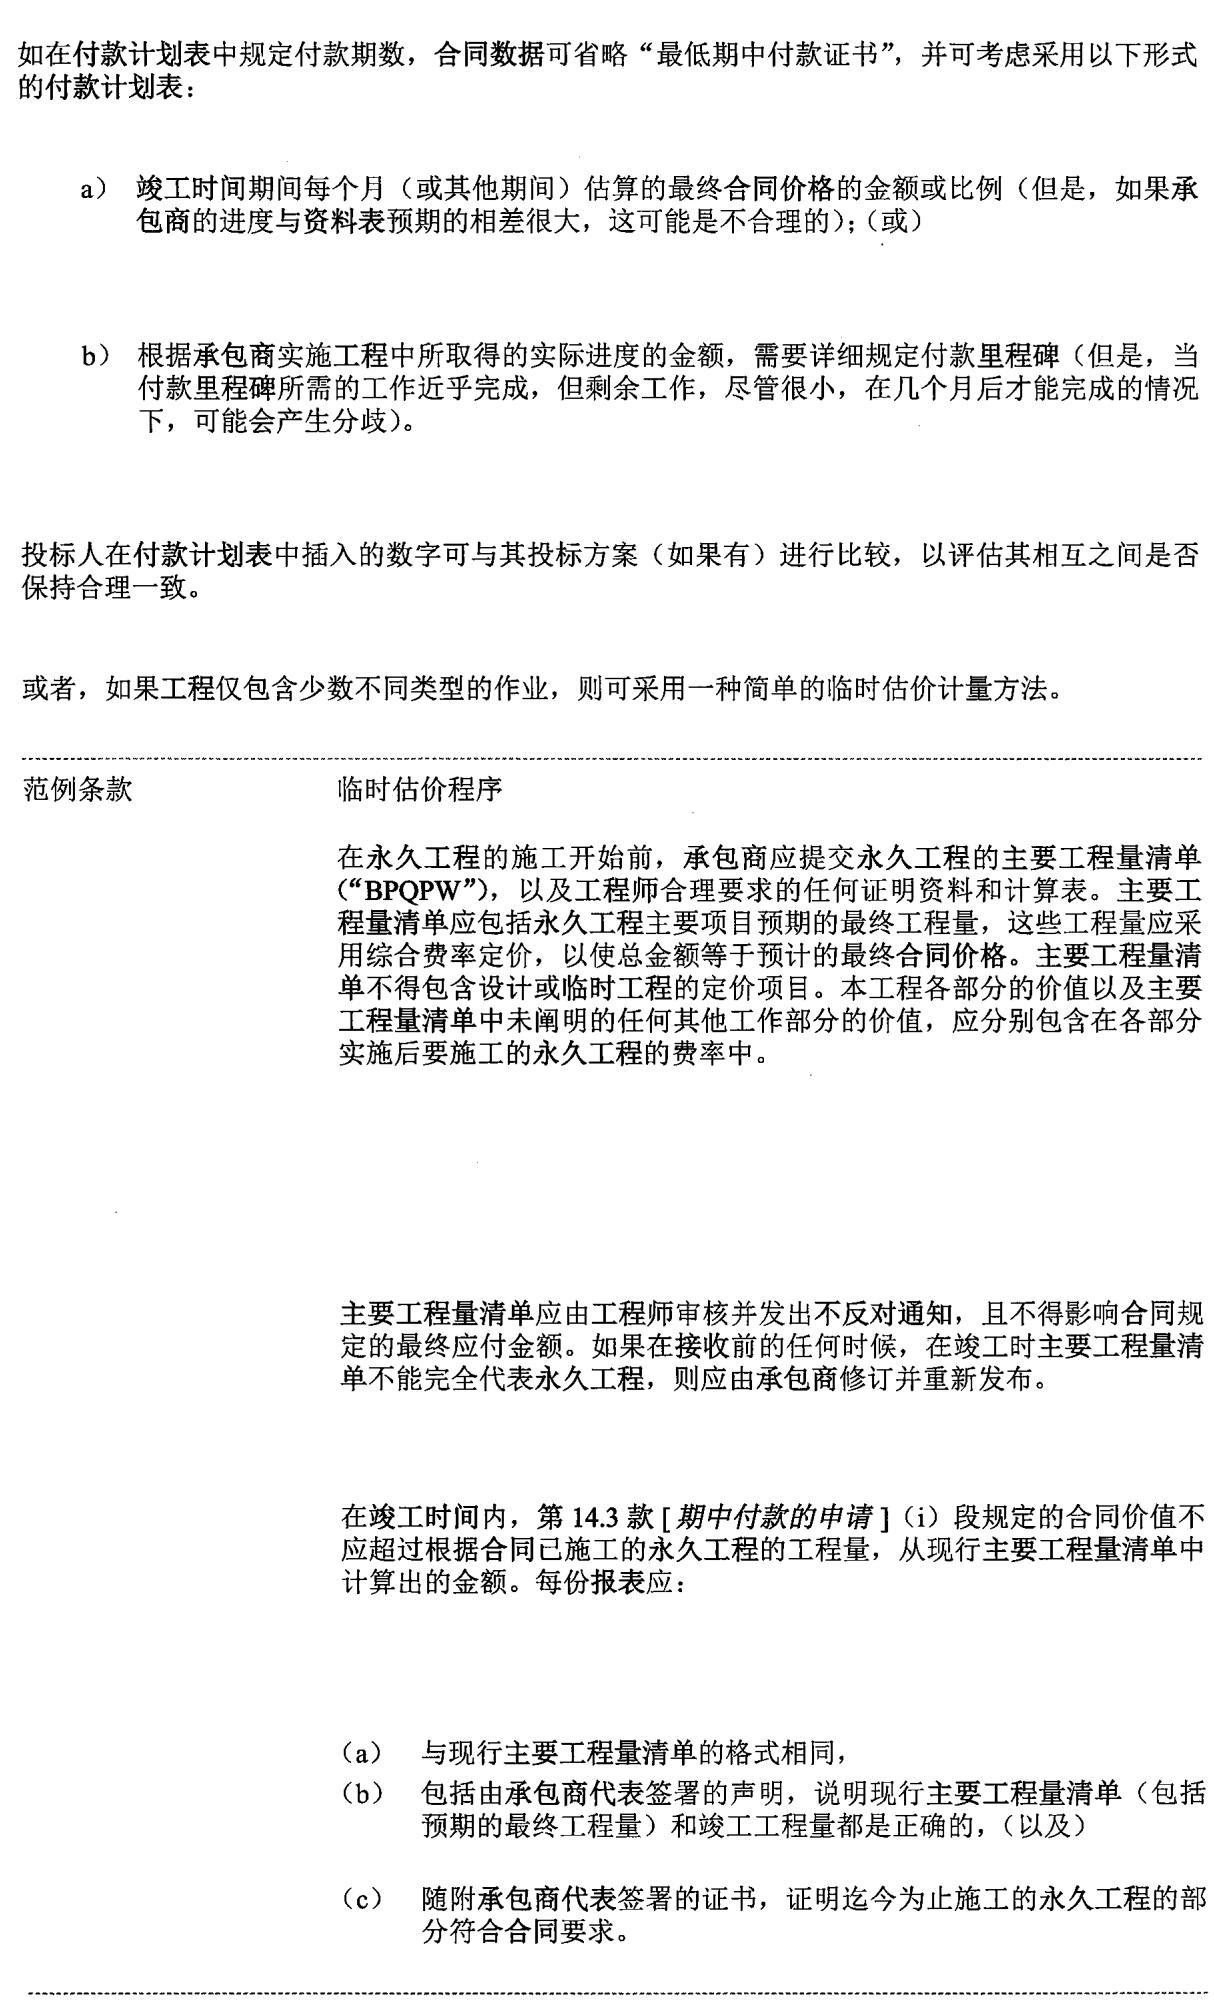 如在付款计划表中规定付款期数，合同数据可省略“最低期中付款证书”，并可考虑采用以下形式
的付款计划表：
a） 竣工时间期间每个月（或其他期间）估算的最终合同价格的金额或比例（但是，如果承
包商的进度与资料表预期的相差很大，这可能是不合理的）；（或）
b） 根据承包商实施工程中所取得的实际进度的金额，需要详细规定付款里程碑（但是，当
付款里程碑所需的工作近乎完成，但剩余工作，尽管很小，在几个月后才能完成的情况
下，可能会产生分歧）。
投标人在付款计划表中插入的数字可与其投标方案（如果有）进行比较，以评估其相互之间是否
保持合理一致。
或者，如果工程仅包含少数不同类型的作业，则可采用一种简单的临时估价计量方法。
范例条款 临时估价程序
在永久工程的施工开始前，承包商应提交永久工程的主要工程量清单
（“BPQPW”），以及工程师合理要求的任何证明资料和计算表。主要工
程量清单应包括永久工程主要项目预期的最终工程量，这些工程量应采
用综合费率定价，以使总金额等于预计的最终合同价格。主要工程量清
单不得包含设计或临时工程的定价项目。本工程各部分的价值以及主要
工程量清单中未阐明的任何其他工作部分的价值，应分别包含在各部分
实施后要施工的永久工程的费率中。
主要工程量清单应由工程师审核并发出不反对通知，且不得影响合同规
定的最终应付金额。如果在接收前的任何时候，在竣工时主要工程量清
单不能完全代表永久工程，则应由承包商修订并重新发布。
在竣工时间内，第 14.3 款 [ 期中付款的申请 ]（i）段规定的合同价值不
应超过根据合同已施工的永久工程的工程量，从现行主要工程量清单中
计算出的金额。每份报表应：
（a） 与现行主要工程量清单的格式相同，
（b） 包括由承包商代表签署的声明，说明现行主要工程量清单（包括
预期的最终工程量）和竣工工程量都是正确的，（以及）
（c） 随附承包商代表签署的证书，证明迄今为止施工的永久工程的部
分符合合同要求。